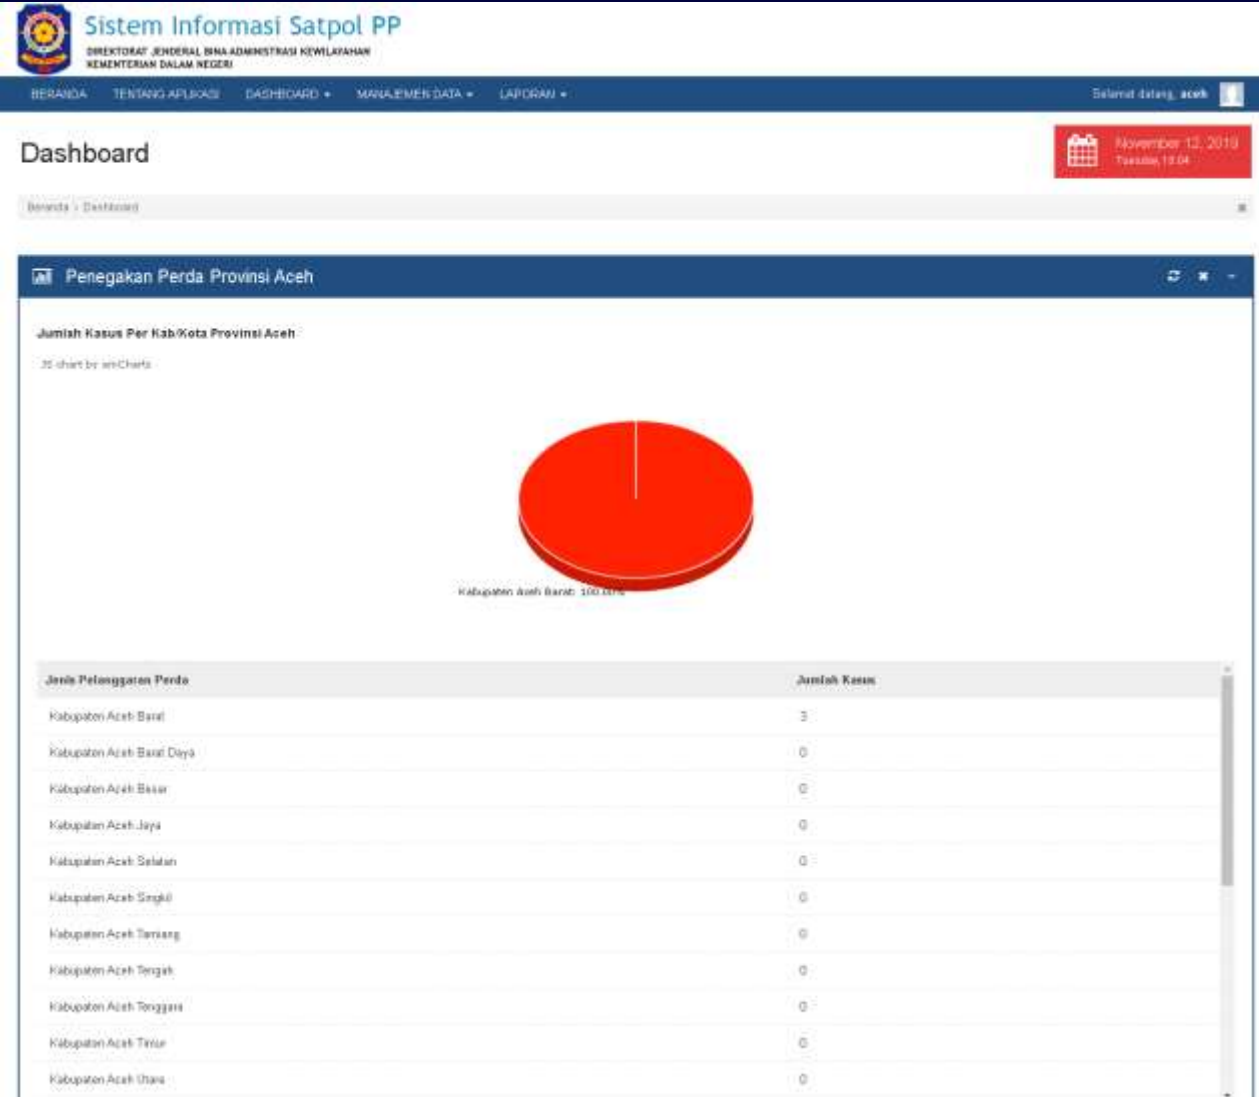 Sistem Informasi Satpol PP
DIREKTORAT JENDERAL BINA ADMINISTRASI KEWILAYAHAN
KEMENTERIAN DALAM NEGERI
BERANDA TENTANG APLIKASI DASHBOARD MANAJEMEN DATA LAPORAN Selamat datang, aceh
Dashboard
November 12, 2019
Tuesday,
Beranda › Dashboard
Penegakan Perda Provinsi Aceh
Jumlah Kasus Per Kab/Kota Provinsi Aceh
JS chart by amCharts
Kabupaten Aceh Barat: 100.00%
Jenis Pelanggaran Perda Jumlah Kasus
Kabupaten Aceh Barat 3
Kabupaten Aceh Barat Daya 0
Kabupaten Aceh Besar 0
Kabupaten Aceh Jaya 0
Kabupaten Aceh Selatan 0
Kabupaten Aceh Singkil 0
Kabupaten Aceh Tamiang 0
Kabupaten Aceh Tengah 0
Kabupaten Aceh Tenggara 0
Kabupaten Aceh Timur 0
Kabupaten Aceh Utara 0